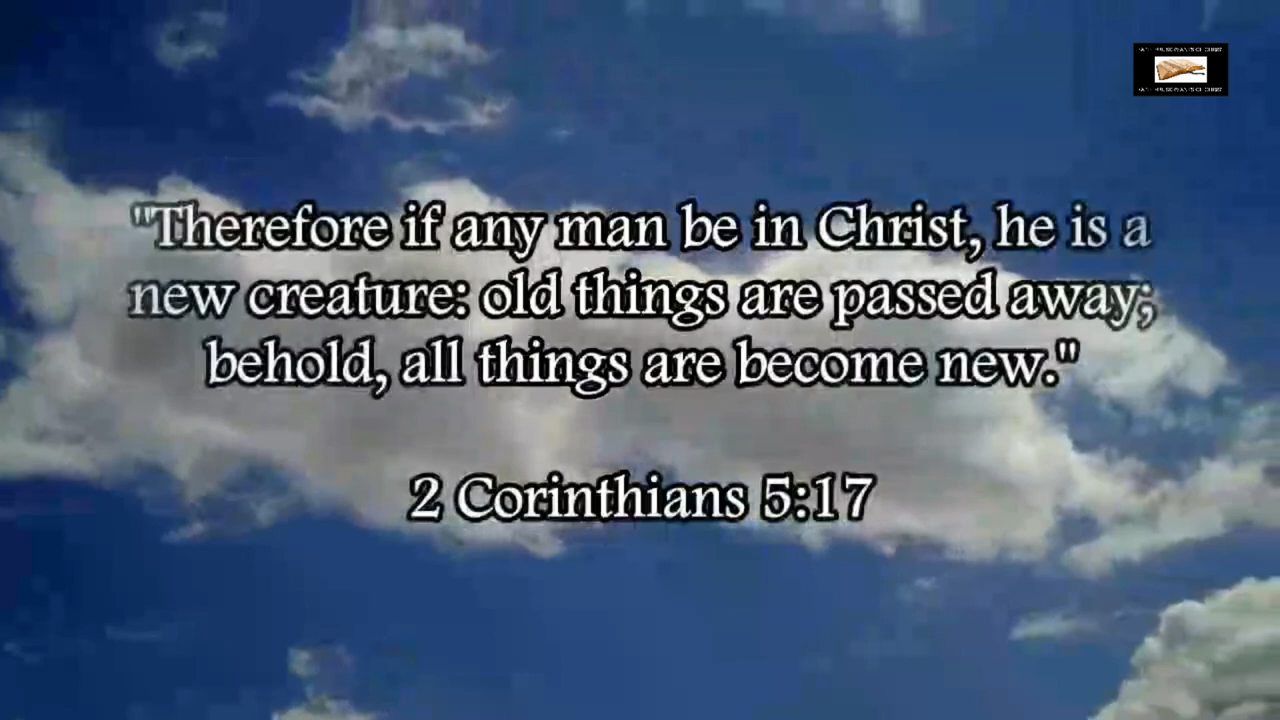 "Therefore if any man be in Christ, he is a
new creature: old things are passed away;
behold, all things are become new."
2 Corinthians 5:17